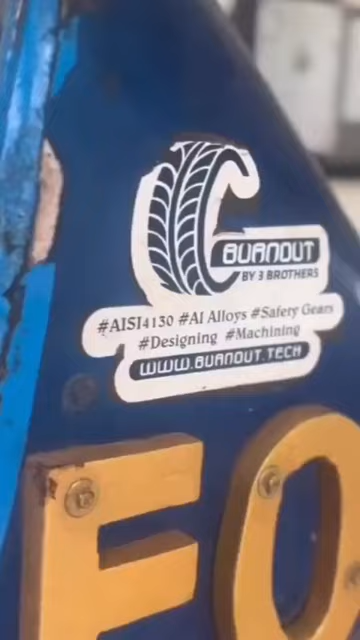 BURNOUT
BY 3 BROTHERS
#AISI4130 #Al Alloys #Safety Gears
#Designing #Machining
WWW.BURNOUT.TECH
FO